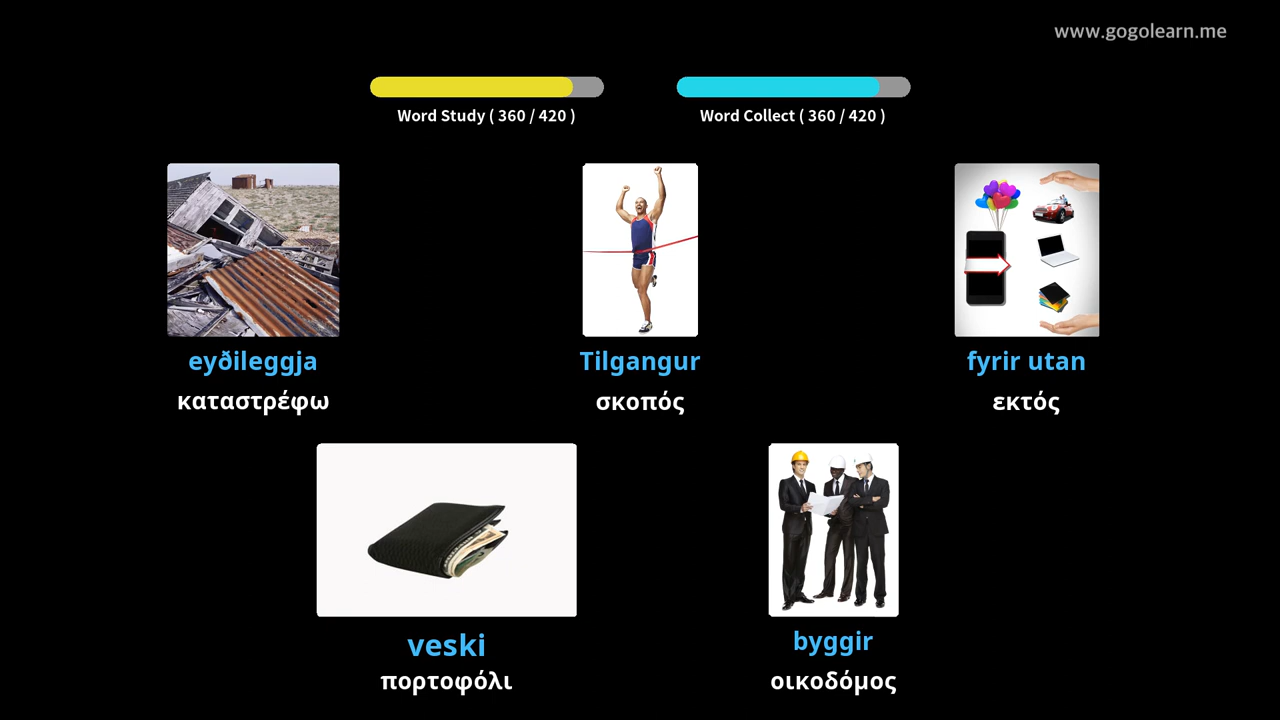 www.gogolearn.me
Word Study ( 360 / 420 )
Word Collect ( 360 / 420 )
eyðileggja
Tilgangur
fyrir utan
καταστρέφω
σκοπός
εκτός
veski
byggir
πορτοφόλι
οικοδόμος